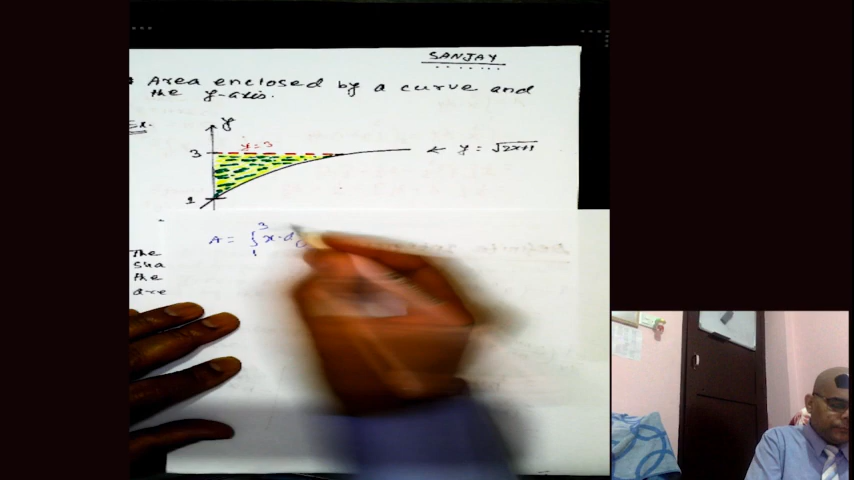 SANJAY
Area enclosed by a curve and
the y-axis.
Ex.
y
y = 3
3
← y = √2x+1
1
A = ∫₁³ x·d
The
Sha
the
are